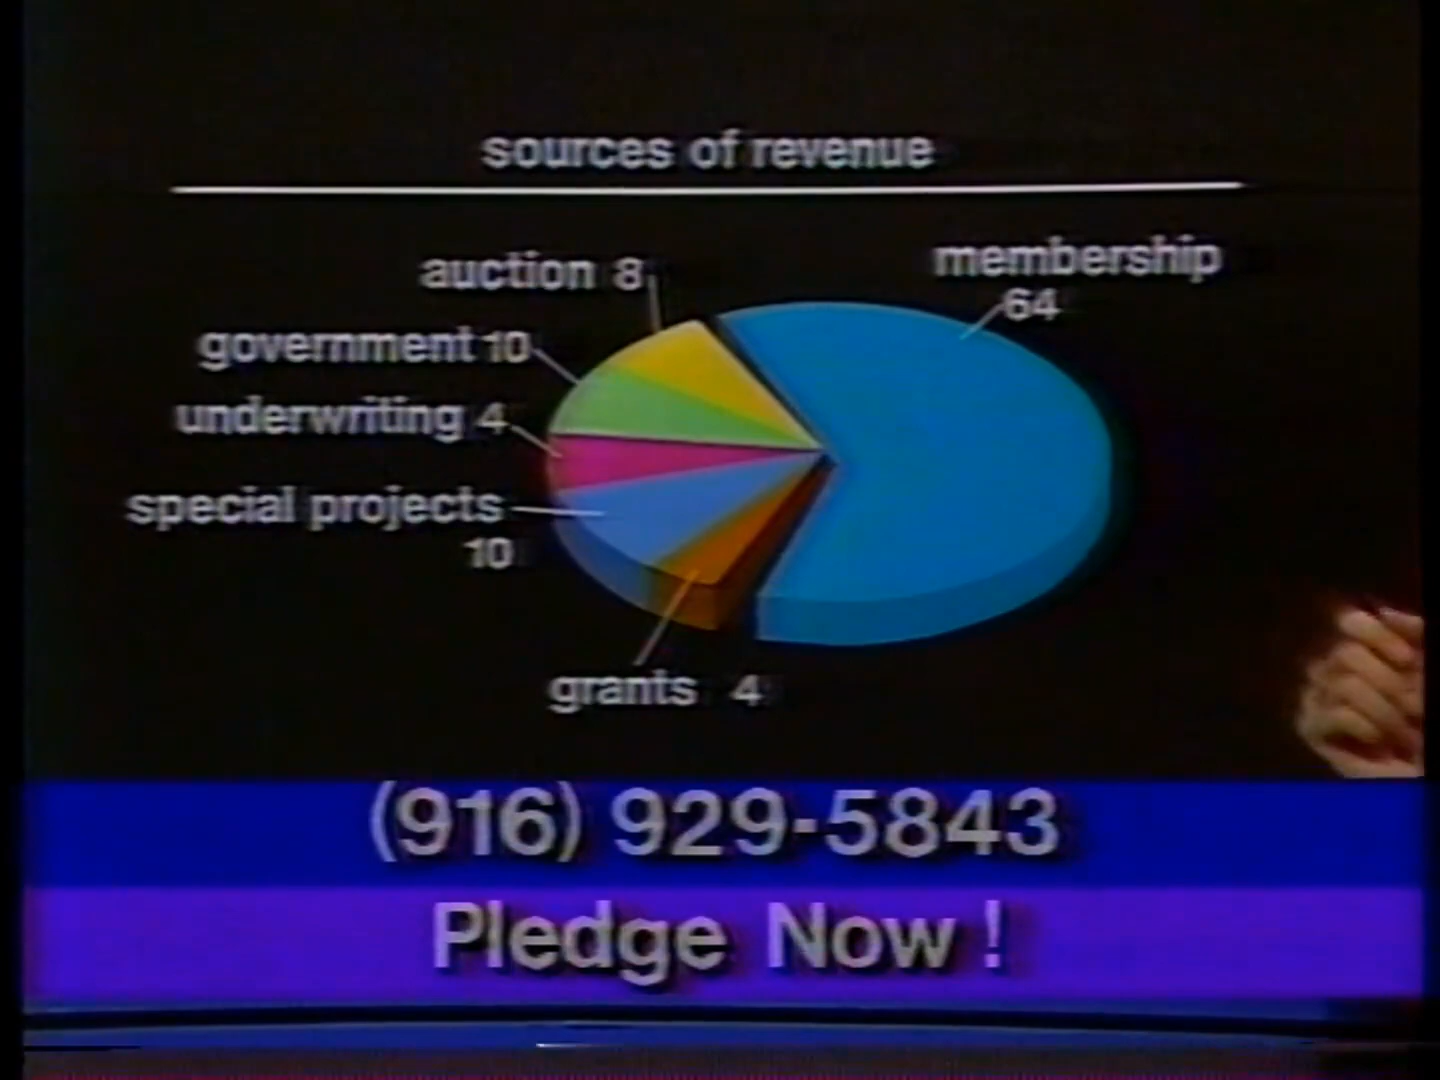 sources of revenue
auction 8
membership
64
government 10
underwriting 4
special projects
10
grants 4
(916) 929-5843
Pledge Now !